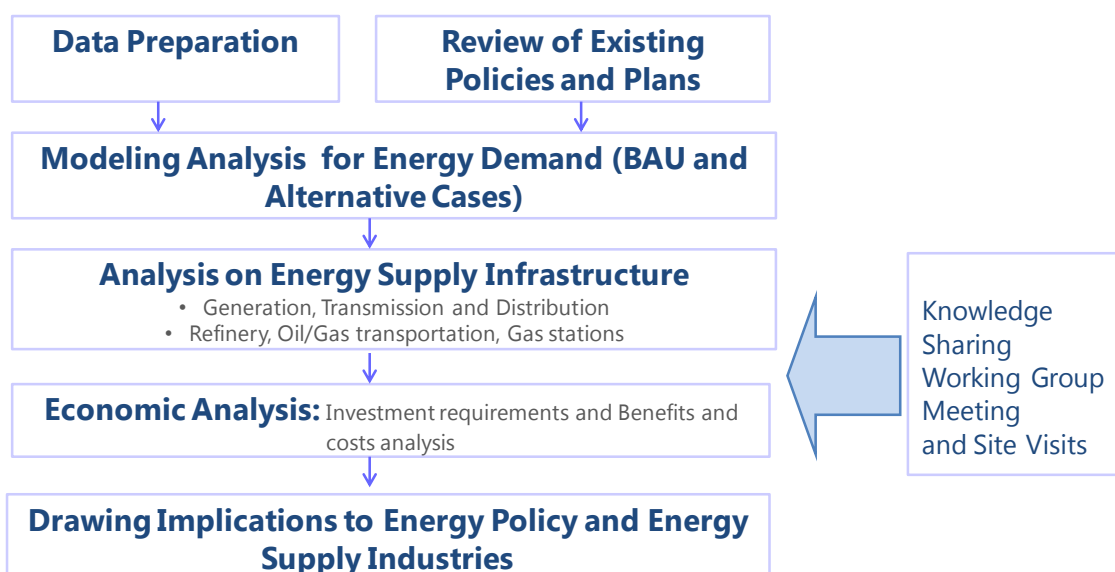 Data Preparation
Review of Existing
Policies and Plans
Modeling Analysis for Energy Demand (BAU and
Alternative Cases)
Analysis on Energy Supply Infrastructure
• Generation, Transmission and Distribution
• Refinery, Oil/Gas transportation, Gas stations
Economic Analysis: Investment requirements and Benefits and
costs analysis
Drawing Implications to Energy Policy and Energy
Supply Industries
Knowledge
Sharing
Working Group
Meeting
and Site Visits